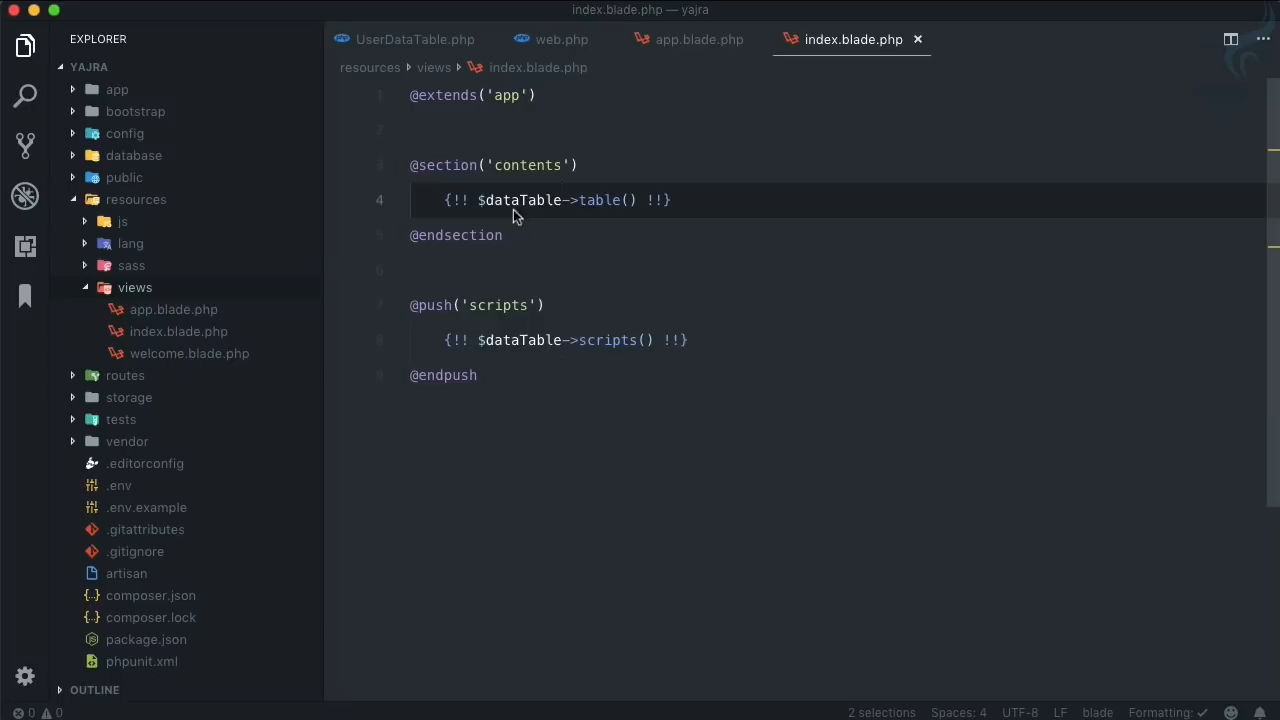 index.blade.php — yajra
EXPLORER
YAJRA
app
bootstrap
config
database
public
resources
js
lang
sass
views
app.blade.php
index.blade.php
welcome.blade.php
routes
storage
tests
vendor
.editorconfig
.env
.env.example
.gitattributes
.gitignore
artisan
composer.json
composer.lock
package.json
phpunit.xml
OUTLINE
UserDataTable.php web.php app.blade.php index.blade.php ×
resources views index.blade.php
1 @extends('app')
2
3 @section('contents')
4 {!! $dataTable->table() !!}
5 @endsection
6
7 @push('scripts')
8 {!! $dataTable->scripts() !!}
9 @endpush
0 0 2 selections Spaces: 4 UTF-8 LF blade Formatting: ✓